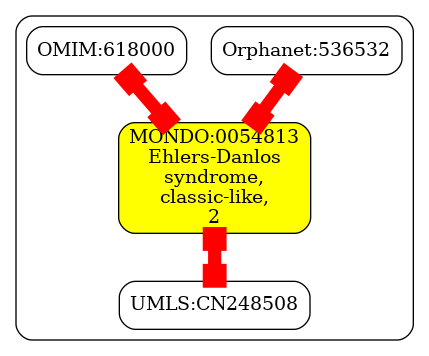 OMIM:618000
Orphanet:536532
MONDO:0054813
Ehlers-Danlos
syndrome,
classic-like,
2
UMLS:CN248508